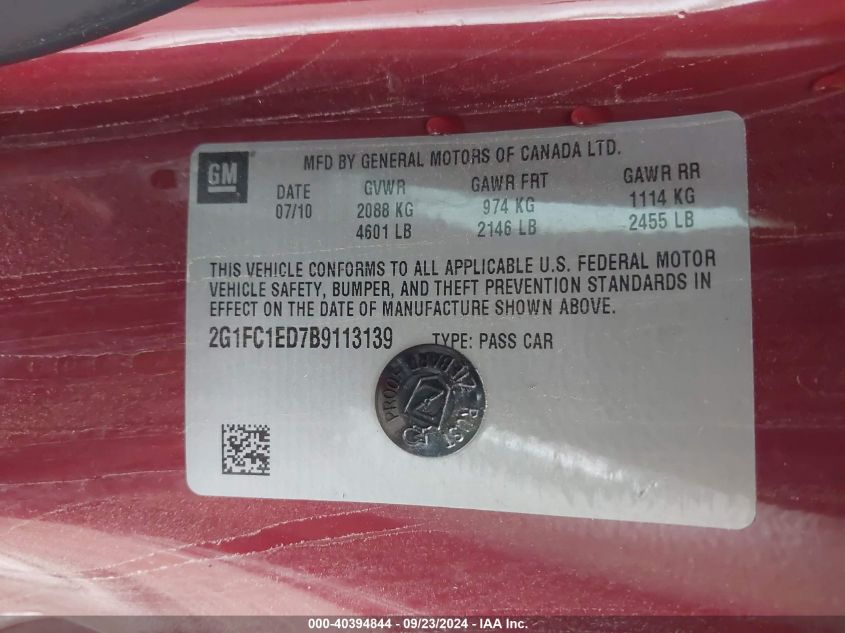 GM
MFD BY GENERAL MOTORS OF CANADA LTD.
DATE GVWR GAWR FRT GAWR RR
07/10 2088 KG 974 KG 1114 KG
4601 LB 2146 LB 2455 LB
THIS VEHICLE CONFORMS TO ALL APPLICABLE U.S. FEDERAL MOTOR
VEHICLE SAFETY, BUMPER, AND THEFT PREVENTION STANDARDS IN
EFFECT ON THE DATE OF MANUFACTURE SHOWN ABOVE.
2G1FC1ED7B9113139 TYPE: PASS CAR
ZIEBART RUST PROOF
000-40394844 - 09/23/2024 - IAA Inc.